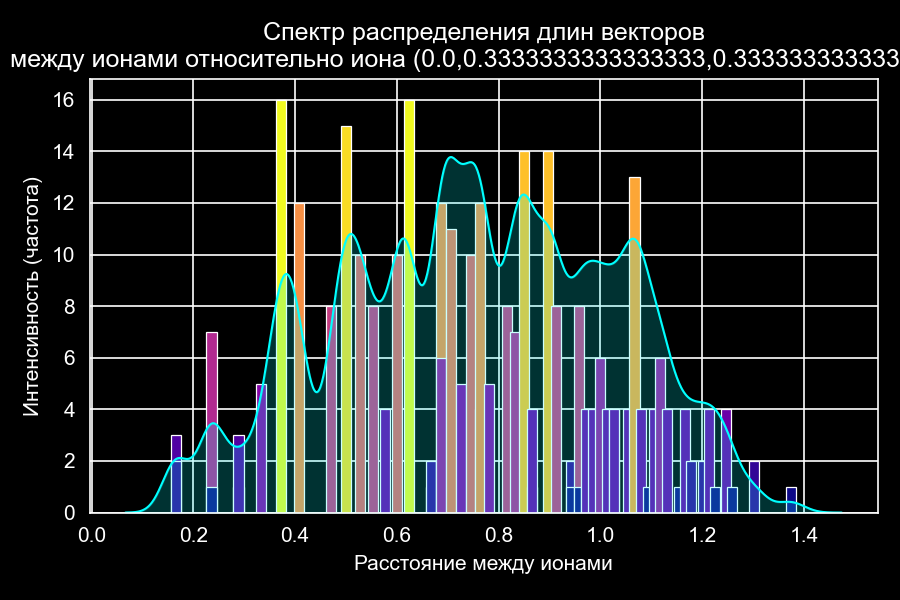 Спектр распределения длин векторов
между ионами относительно иона (0.0,0.3333333333333333,0.333333333333
16
14
12
10
8
6
4
2
0
Интенсивность (частота)
0.0 0.2 0.4 0.6 0.8 1.0 1.2 1.4
Расстояние между ионами